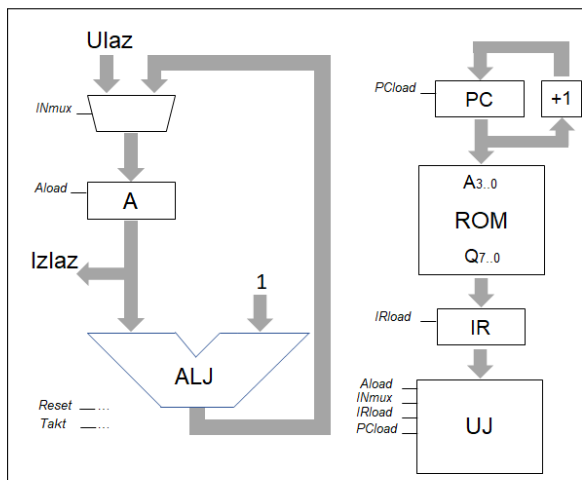 Ulaz
INmux
Aload
A
IzIaz
1
ALJ
Reset ...
Takt ...
PCload
PC
+1
A3..0
ROM
Q7..0
IRload
IR
Aload
INmux
IRload
PCload
UJ